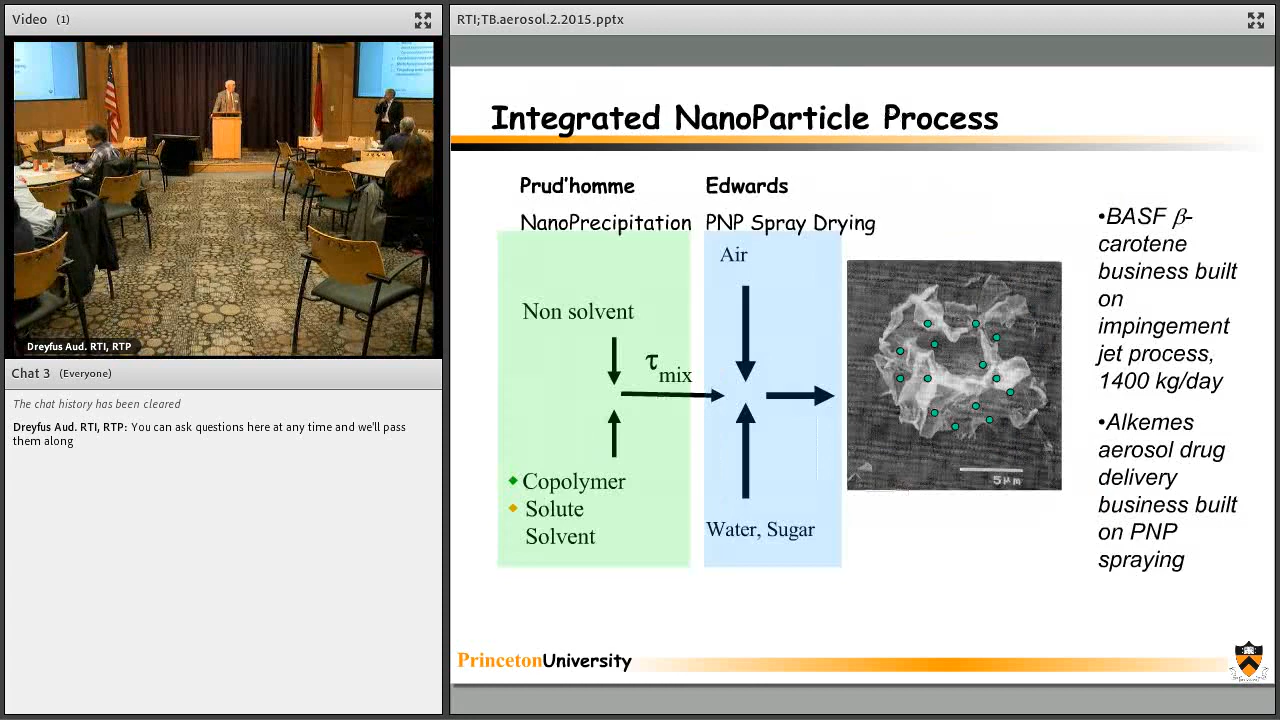 Video (1)
Dreyfus Aud. RTI, RTP
Chat 3 (Everyone)
The chat history has been cleared
Dreyfus Aud. RTI, RTP: You can ask questions here at any time and we'll pass
them along
RTI;TB.aerosol.2.2015.pptx
Integrated NanoParticle Process
Prud'homme
NanoPrecipitation
Non solvent
τmix
Copolymer
Solute
Solvent
Edwards
PNP Spray Drying
Air
Water, Sugar
5μm
•BASF β-
carotene
business built
on
impingement
jet process,
1400 kg/day
•Alkemes
aerosol drug
delivery
business built
on PNP
spraying
PrincetonUniversity